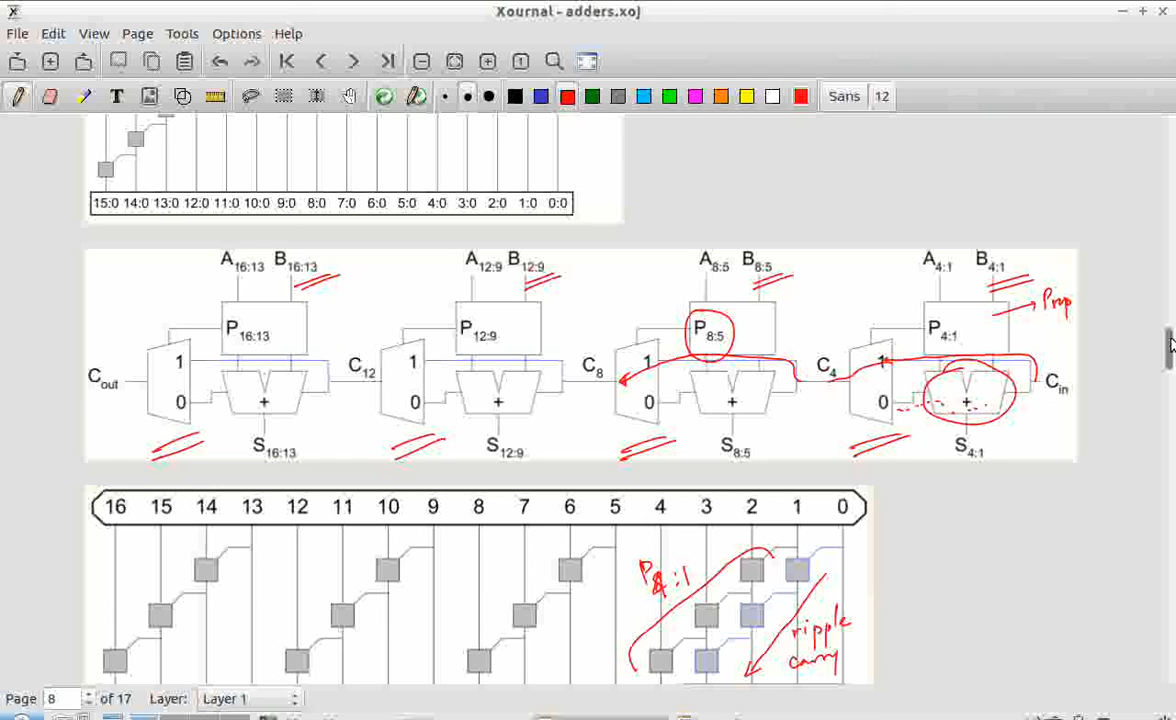 Xournal - adders.xoj
File Edit View Page Tools Options Help
Sans 12
15:0 14:0 13:0 12:0 11:0 10:0 9:0 8:0 7:0 6:0 5:0 4:0 3:0 2:0 1:0 0:0
A16:13 B16:13 A12:9 B12:9 A8:5 B8:5 A4:1 B4:1
Prop
P16:13 P12:9 P8:5 P4:1
1 1 1 1
Cout C12 C8 C4 Cin
0 + 0 + 0 + 0 +
S16:13 S12:9 S8:5 S4:1
16 15 14 13 12 11 10 9 8 7 6 5 4 3 2 1 0
P4:1
ripple
carry
Page 8 of 17 Layer: Layer 1